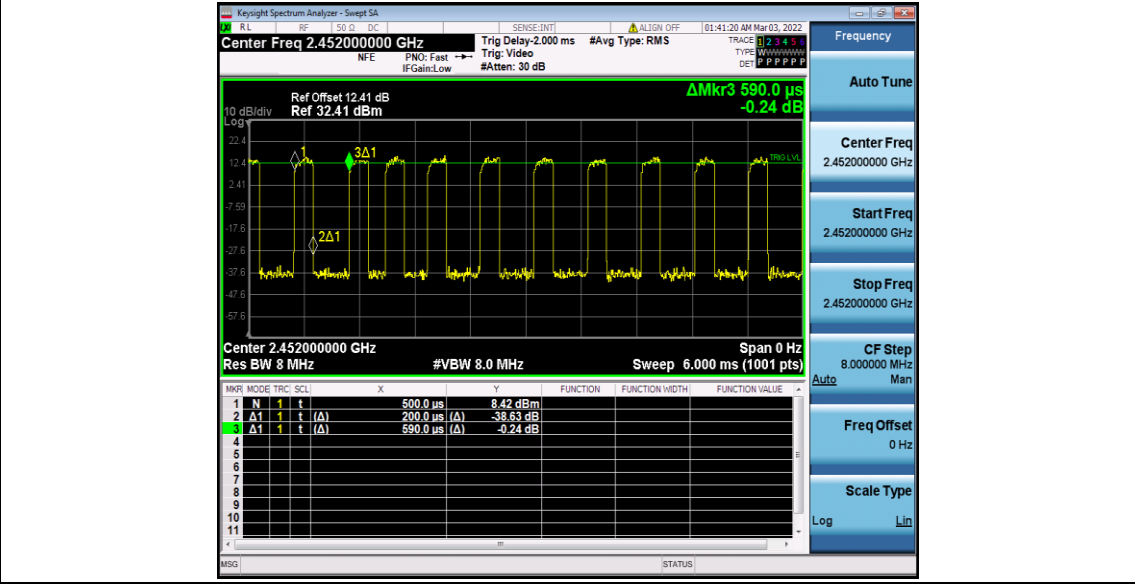 Keysight Spectrum Analyzer - Swept SA
RL RF 50 Ω DC SENSE:INT ALIGN OFF 01:41:20 AM Mar 03, 2022
Center Freq 2.452000000 GHz
NFE PNO: Fast
IFGain:Low
Trig Delay-2.000 ms #Avg Type: RMS
Trig: Video
#Atten: 30 dB
TRACE 1 2 3 4 5 6
TYPE
DET P P P P P P
ΔMkr3 590.0 µs
-0.24 dB
Ref Offset 12.41 dB
10 dB/div Ref 32.41 dBm
Log
22.4
12.4
2.41
-7.59
-17.6
-27.6
-37.6
-47.6
-57.6
1
3Δ1
2Δ1
TRIG LVL
Center 2.452000000 GHz Span 0 Hz
Res BW 8 MHz #VBW 8.0 MHz Sweep 6.000 ms (1001 pts)
MKR MODE TRC SCL X Y FUNCTION FUNCTION WIDTH FUNCTION VALUE
1 N 1 t 500.0 µs 8.42 dBm
2 Δ1 1 t (Δ) 200.0 µs (Δ) -38.63 dB
3 Δ1 1 t (Δ) 590.0 µs (Δ) -0.24 dB
4
5
6
7
8
9
10
11
MSG STATUS
Frequency
Auto Tune
Center Freq
2.452000000 GHz
Start Freq
2.452000000 GHz
Stop Freq
2.452000000 GHz
CF Step
8.000000 MHz
Auto Man
Freq Offset
0 Hz
Scale Type
Log Lin